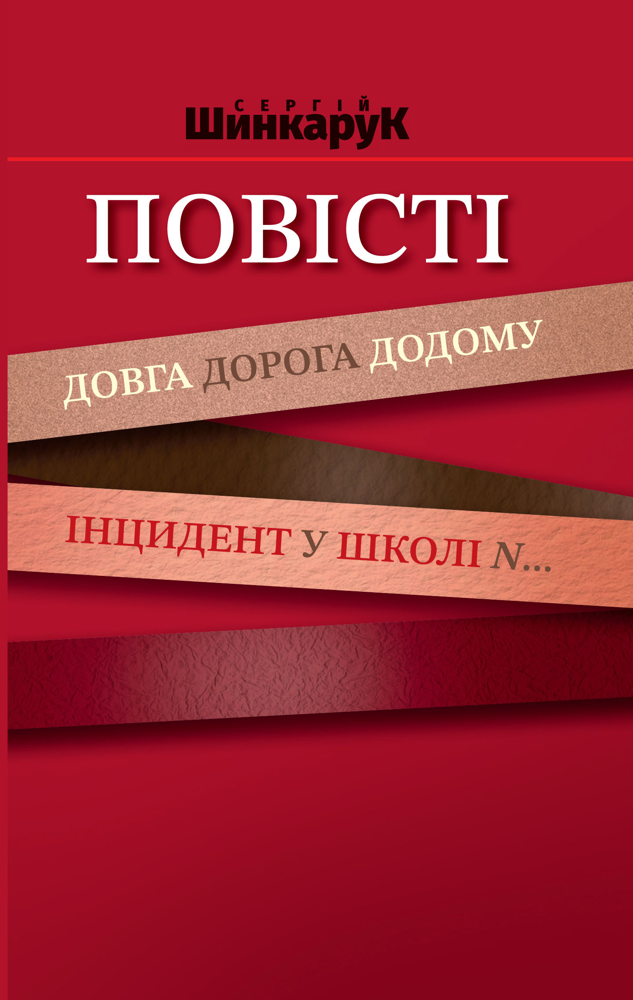 СЕРГІЙ
ШинкаруК
ПОВІСТІ
ДОВГА ДОРОГА ДОДОМУ
ІНЦИДЕНТ У ШКОЛІ N...